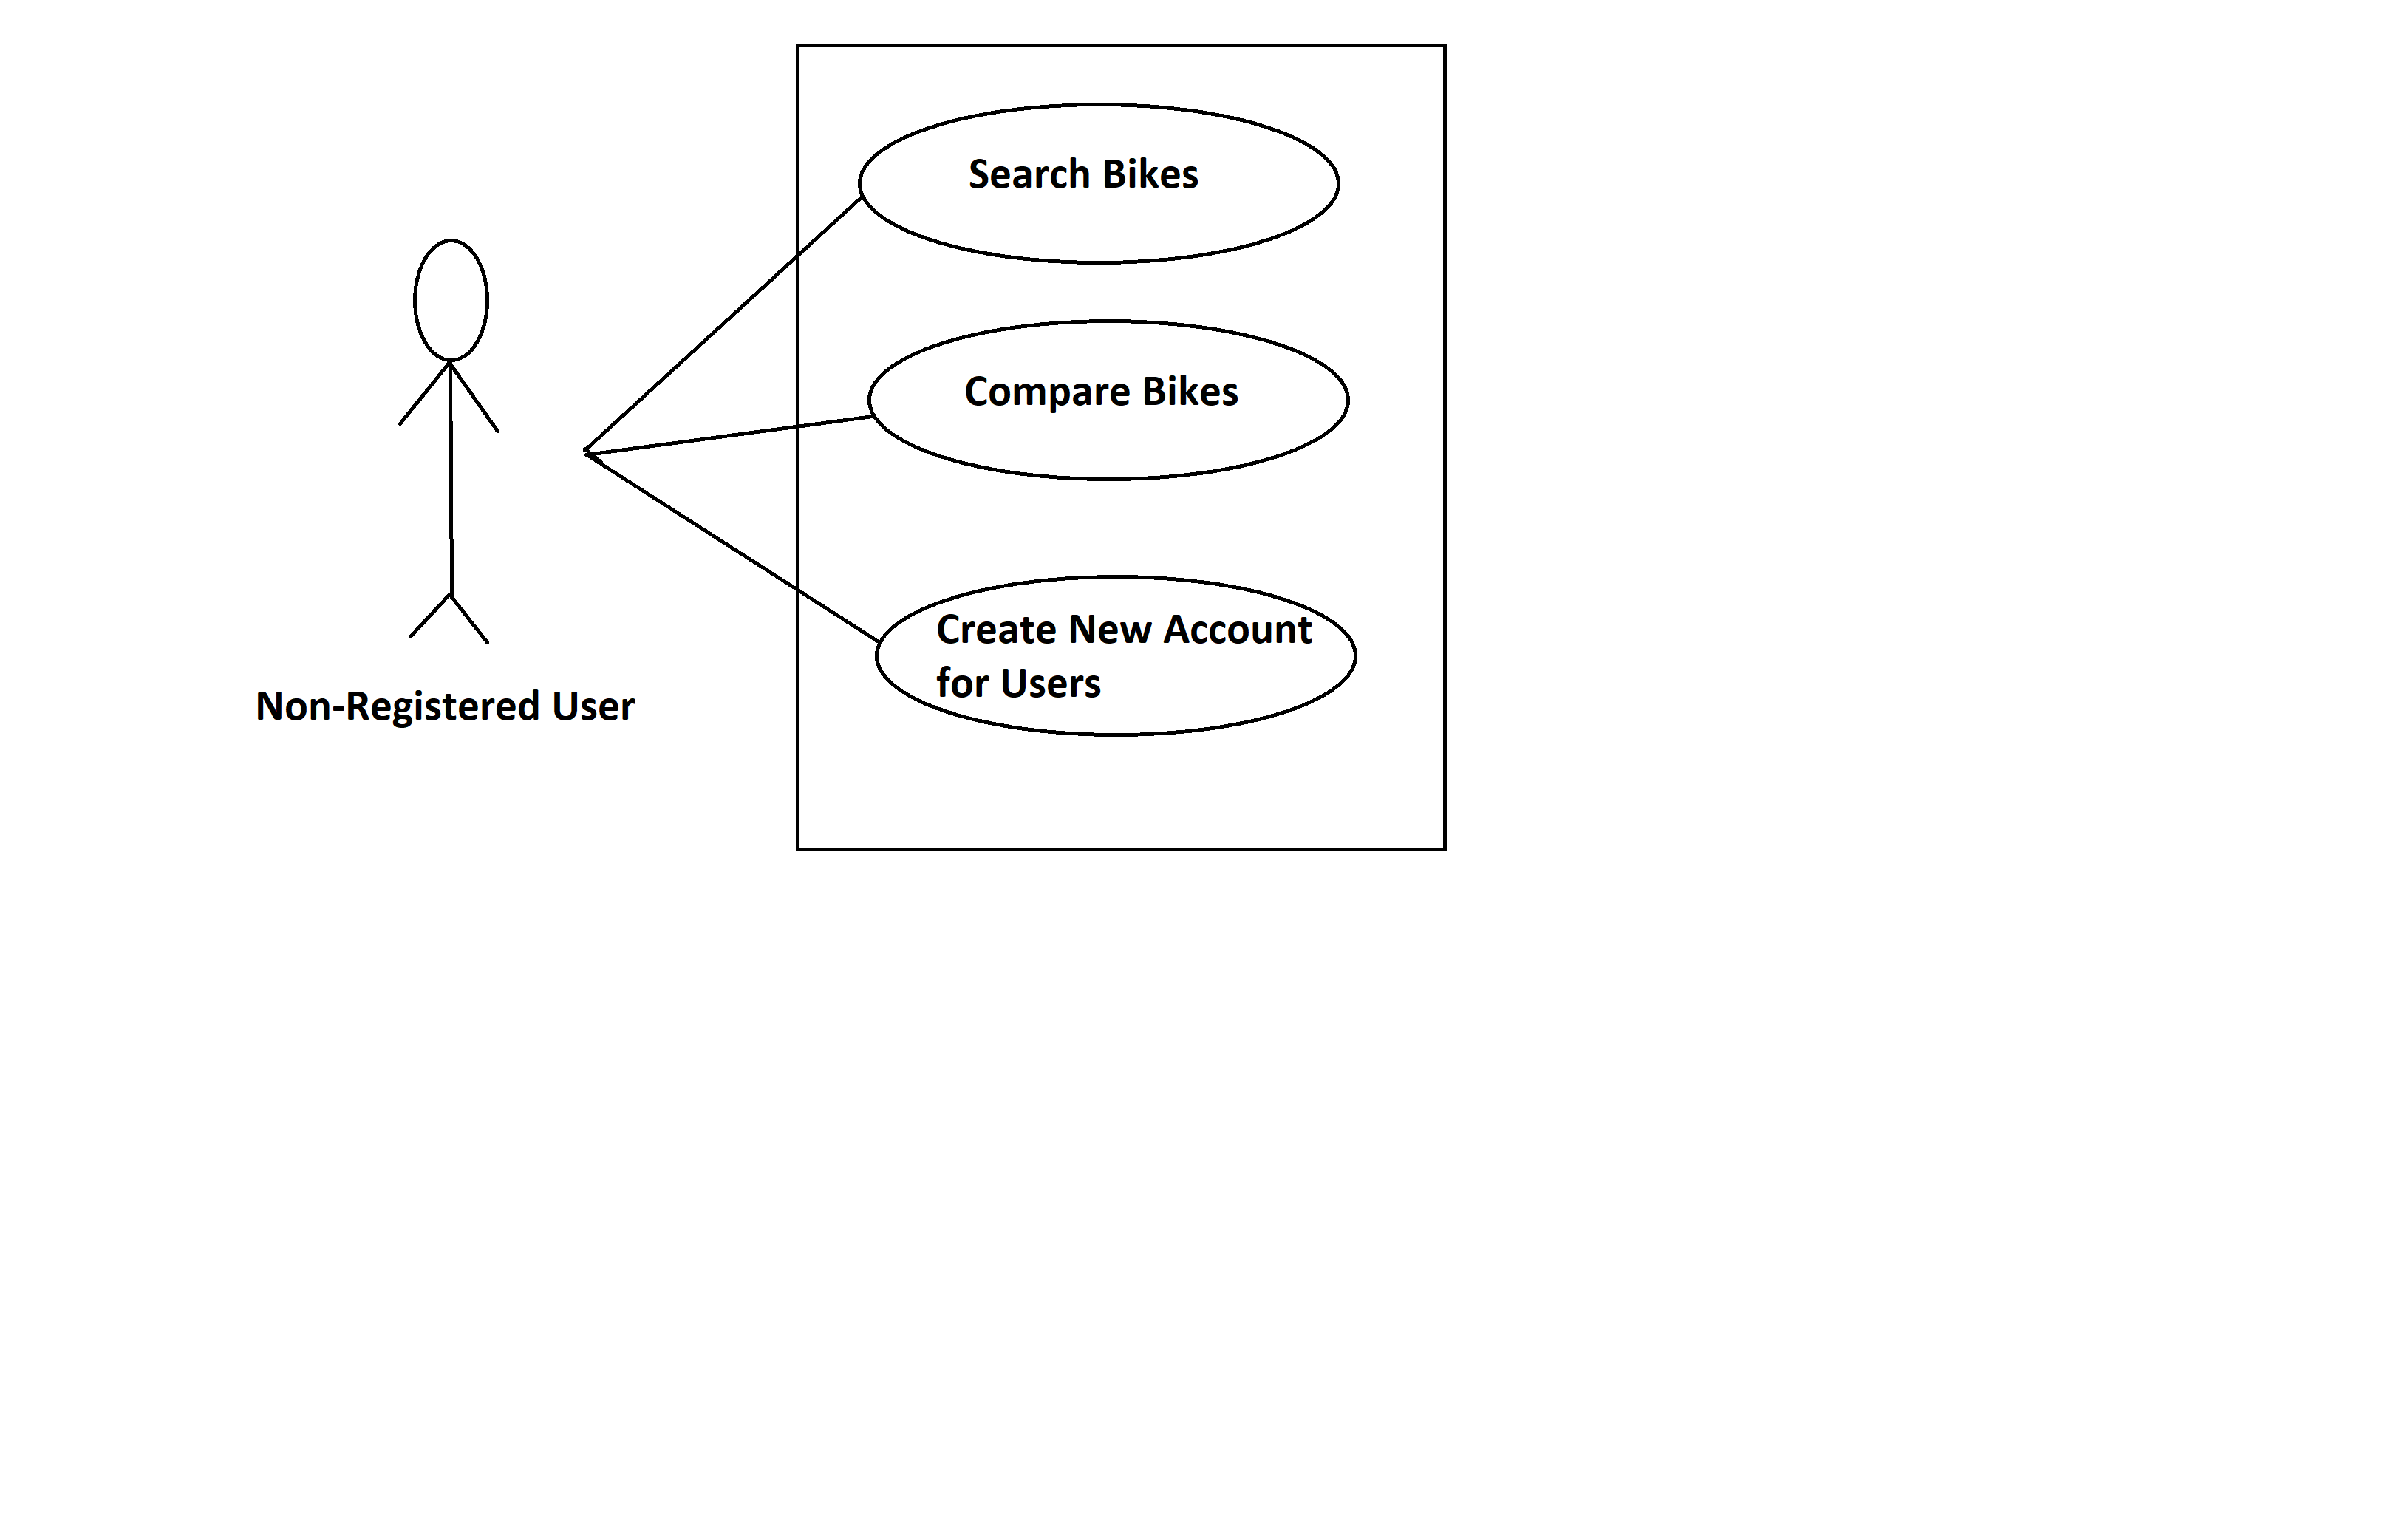 Search Bikes
Compare Bikes
Create New Account
for Users
Non-Registered User